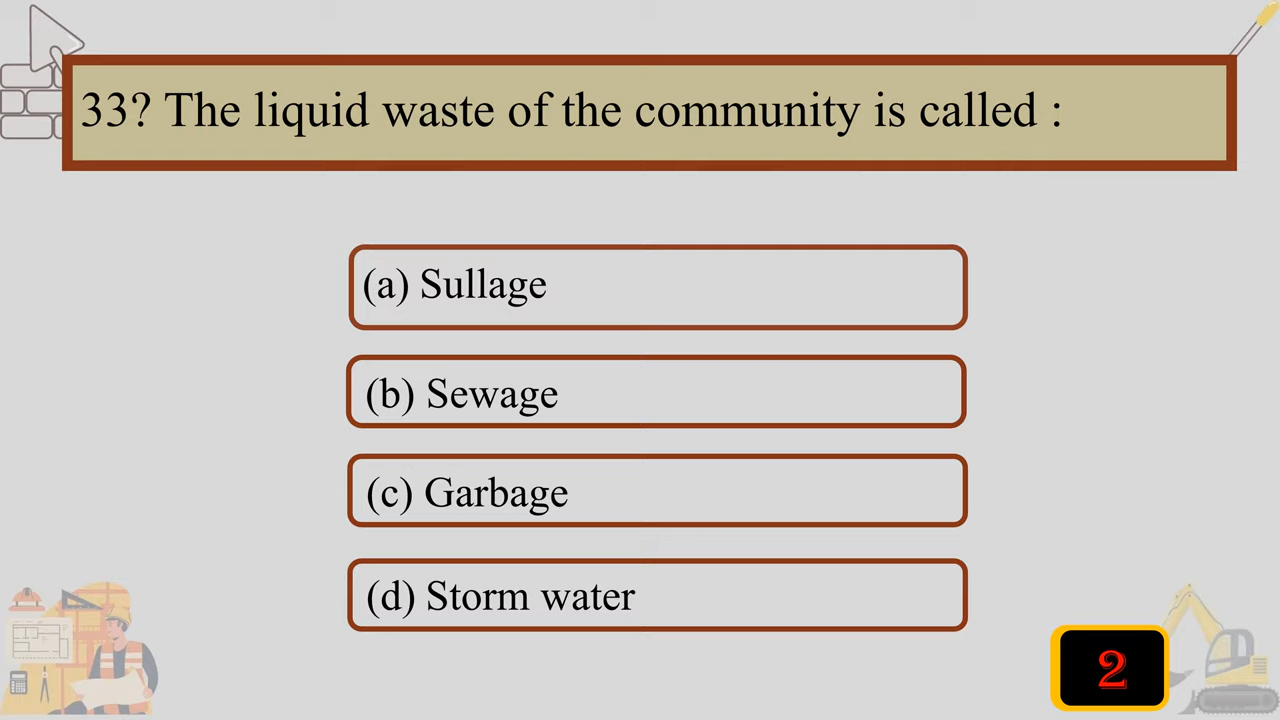 33? The liquid waste of the community is called :
(a) Sullage
(b) Sewage
(c) Garbage
(d) Storm water
2